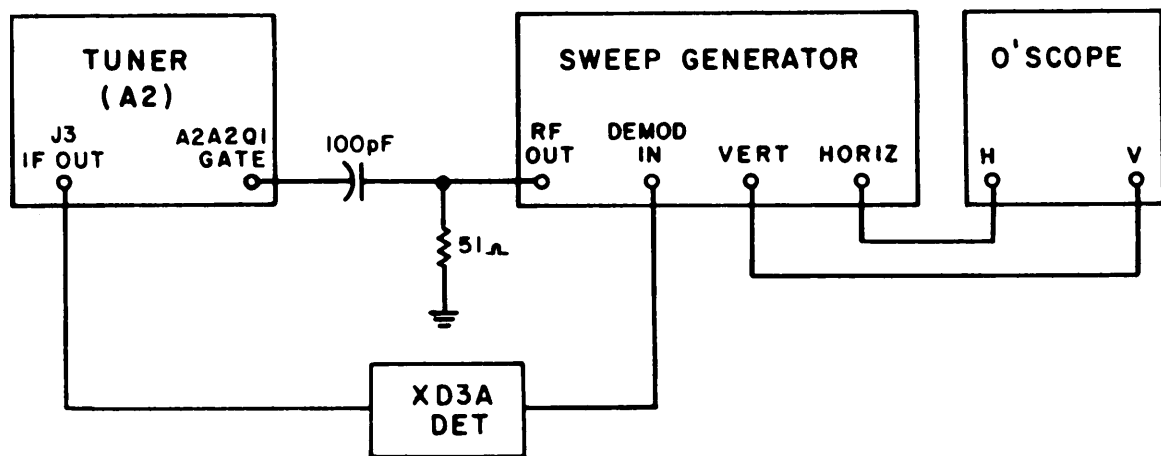 TUNER
(A2)
J3
IF OUT
A2A2Q1
GATE
100pF
51Ω
SWEEP GENERATOR
RF
OUT
DEMOD
IN
VERT
HORIZ
O'SCOPE
H
V
XD3A
DET